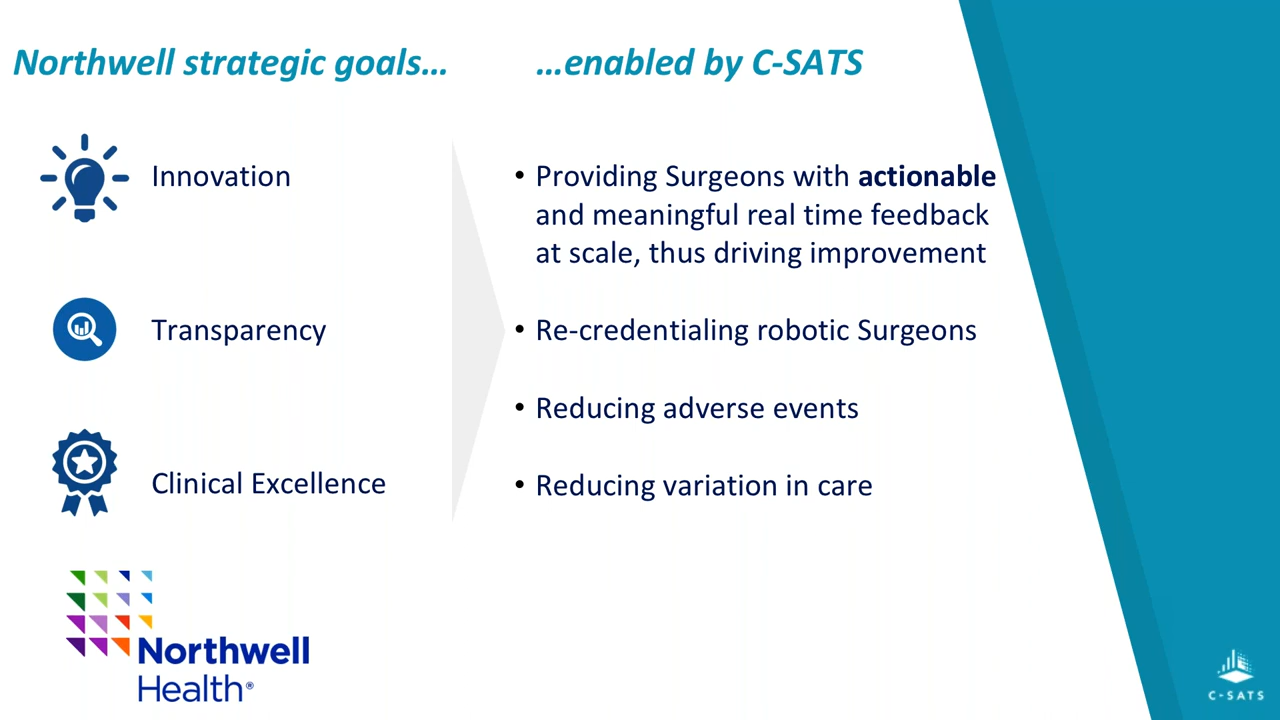 Northwell strategic goals...
...enabled by C-SATS
Innovation
Transparency
Clinical Excellence
• Providing Surgeons with actionable
and meaningful real time feedback
at scale, thus driving improvement
• Re-credentialing robotic Surgeons
• Reducing adverse events
• Reducing variation in care
Northwell
Health®
C-SATS